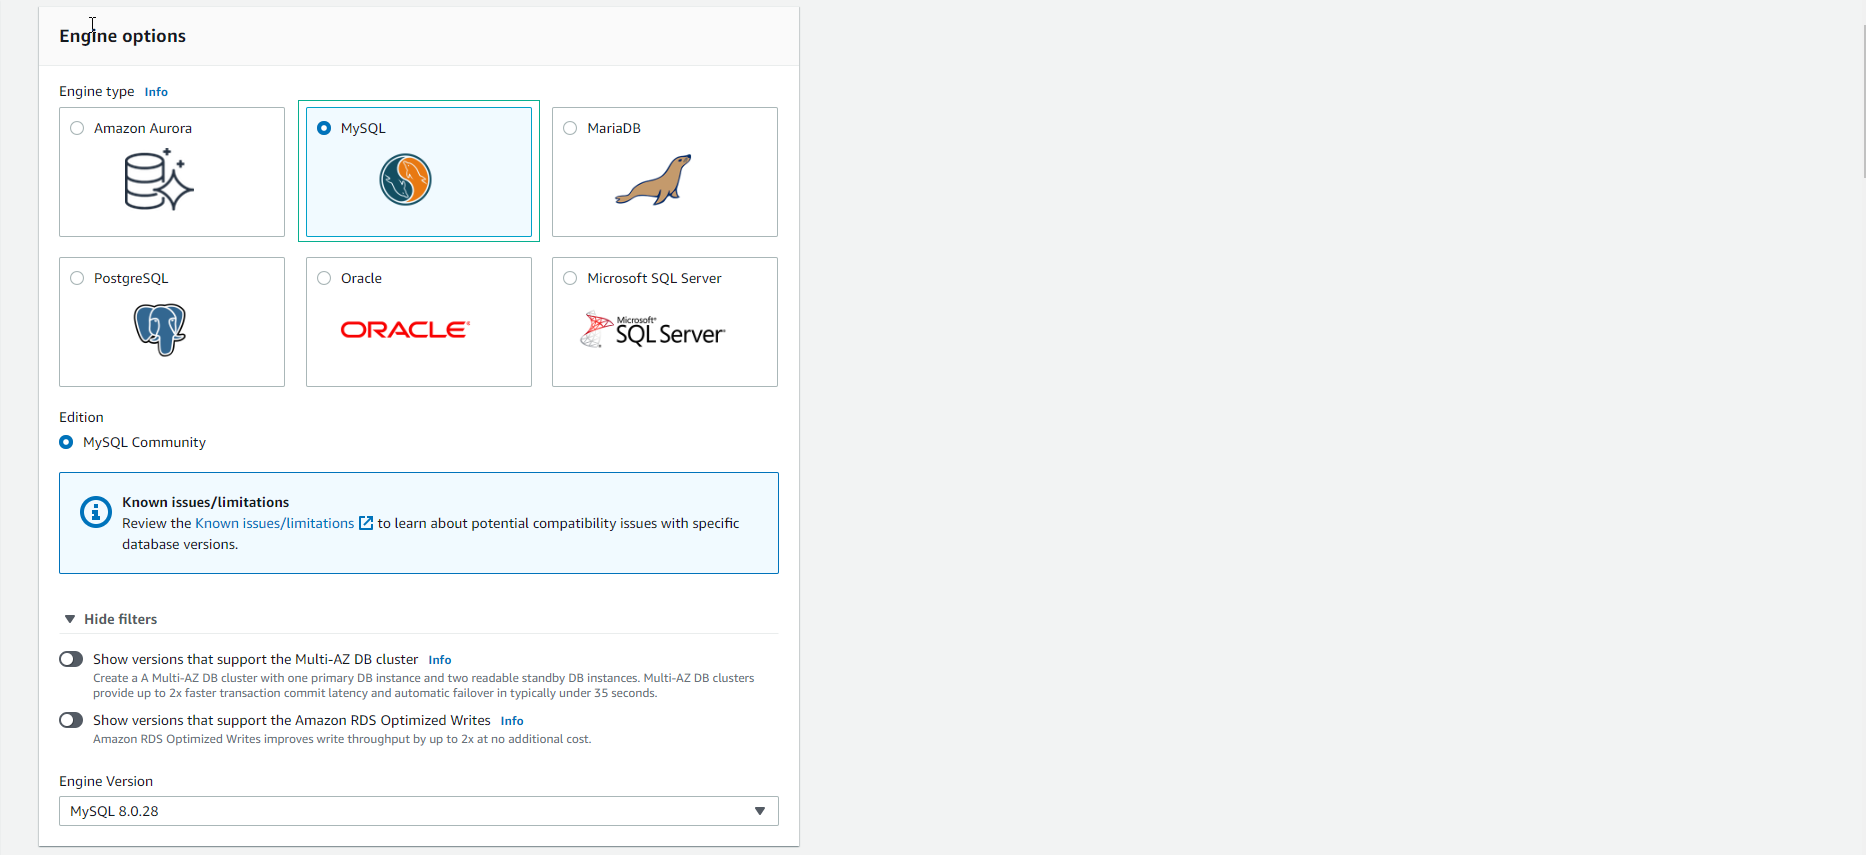 Engine options
Engine type Info
Amazon Aurora
MySQL
MariaDB
PostgreSQL
Oracle
ORACLE
Microsoft SQL Server
Microsoft®
SQL Server
Edition
MySQL Community
Known issues/limitations
Review the Known issues/limitations to learn about potential compatibility issues with specific
database versions.
Hide filters
Show versions that support the Multi-AZ DB cluster Info
Create a A Multi-AZ DB cluster with one primary DB instance and two readable standby DB instances. Multi-AZ DB clusters
provide up to 2x faster transaction commit latency and automatic failover in typically under 35 seconds.
Show versions that support the Amazon RDS Optimized Writes Info
Amazon RDS Optimized Writes improves write throughput by up to 2x at no additional cost.
Engine Version
MySQL 8.0.28